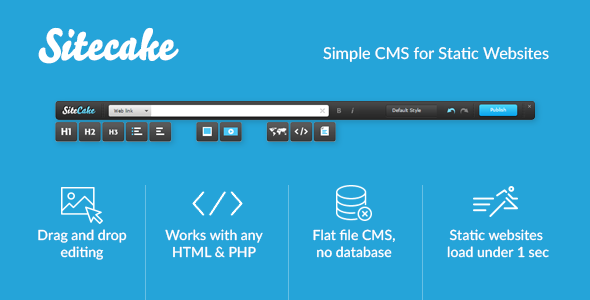 Sitecake
Simple CMS for Static Websites
SiteCake
Web link
B
i
Default Style
Publish
H1
H2
H3
</>
Drag and drop
editing
Works with any
HTML & PHP
Flat file CMS,
no database
Static websites
load under 1 sec